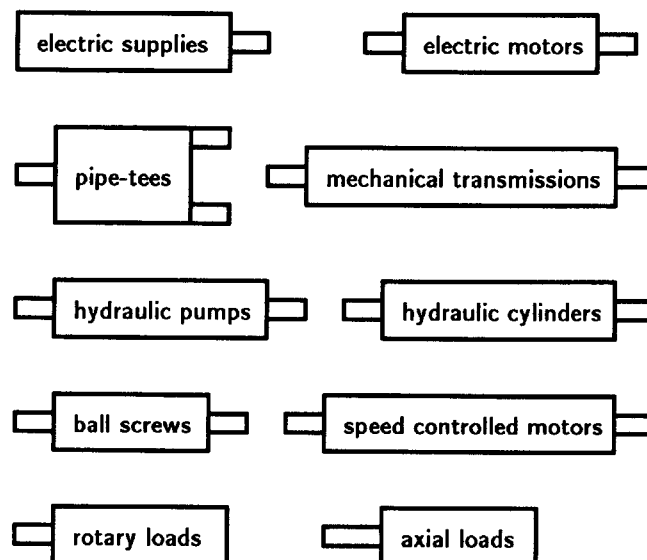 electric supplies
electric motors
pipe-tees
mechanical transmissions
hydraulic pumps
hydraulic cylinders
ball screws
speed controlled motors
rotary loads
axial loads